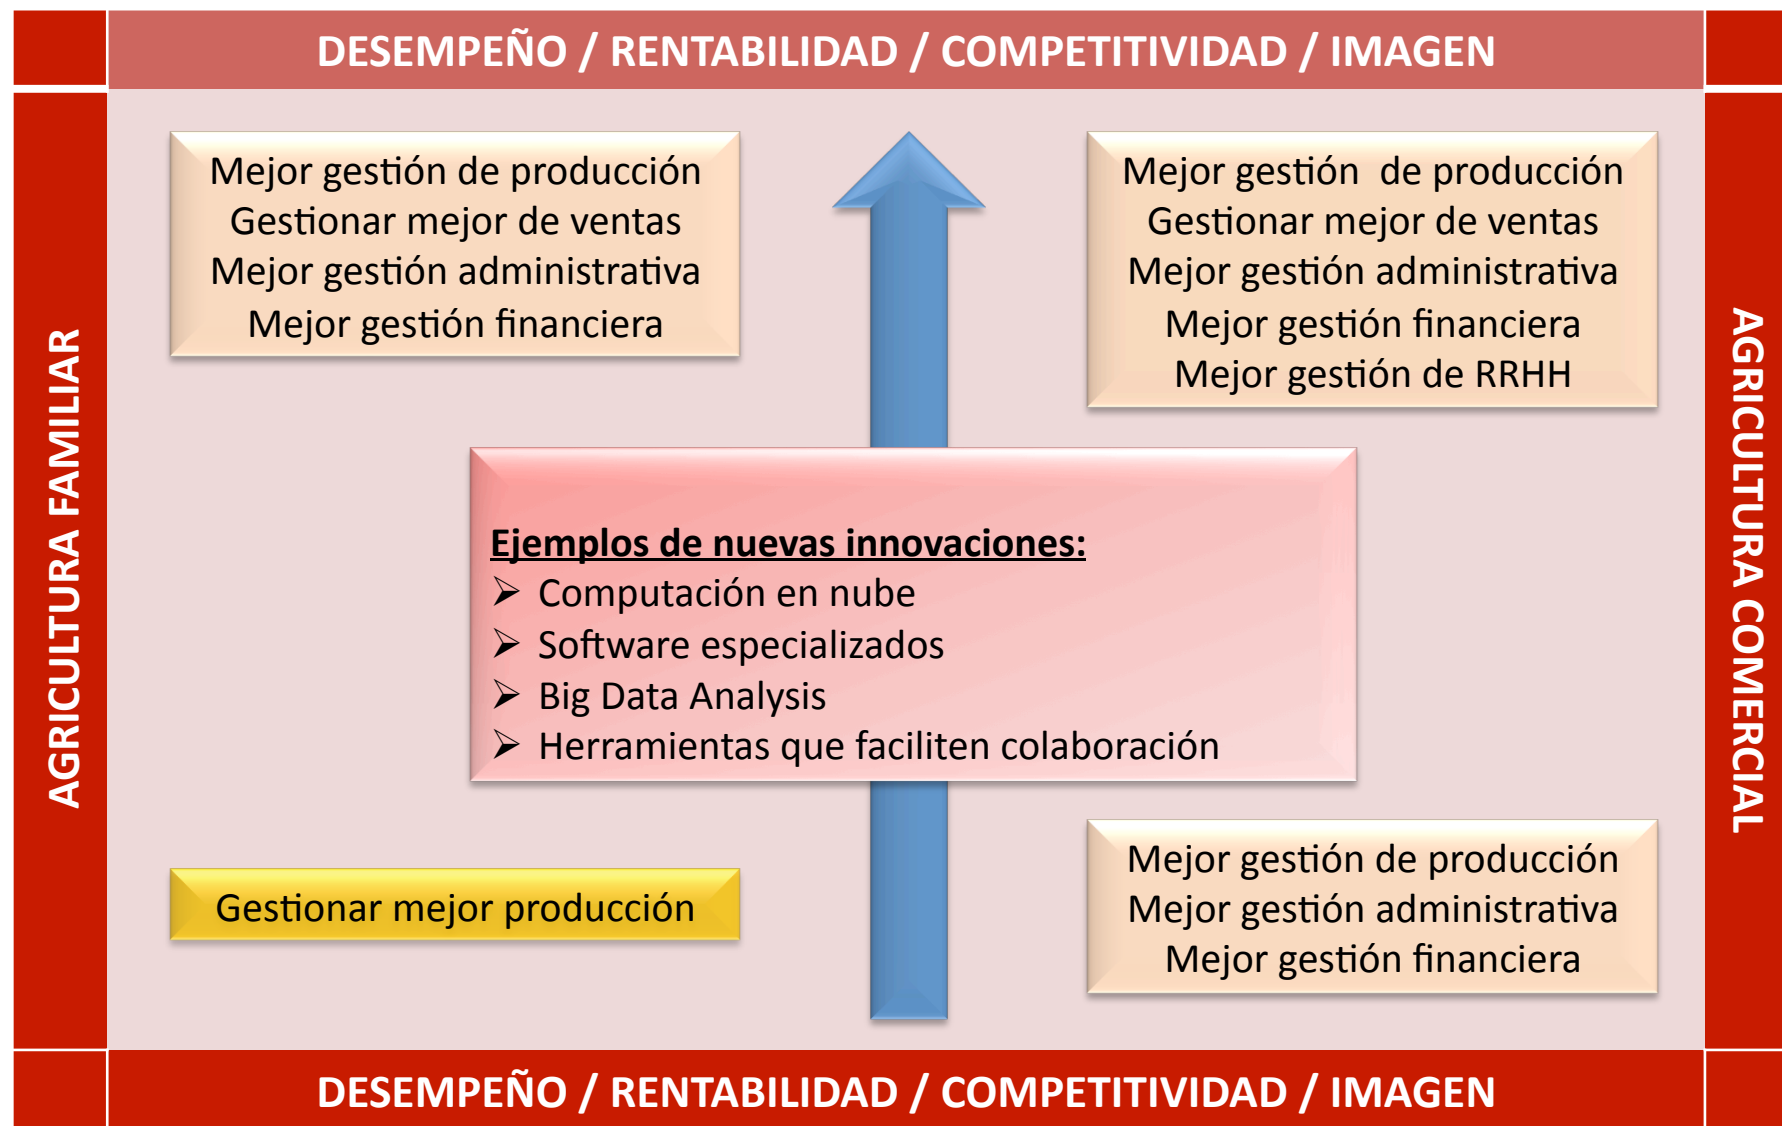 DESEMPEÑO / RENTABILIDAD / COMPETITIVIDAD / IMAGEN
AGRICULTURA FAMILIAR
Mejor gestión de producción
Gestionar mejor de ventas
Mejor gestión administrativa
Mejor gestión financiera
Mejor gestión de producción
Gestionar mejor de ventas
Mejor gestión administrativa
Mejor gestión financiera
Mejor gestión de RRHH
AGRICULTURA COMERCIAL
Ejemplos de nuevas innovaciones:
➢ Computación en nube
➢ Software especializados
➢ Big Data Analysis
➢ Herramientas que faciliten colaboración
Gestionar mejor producción
Mejor gestión de producción
Mejor gestión administrativa
Mejor gestión financiera
DESEMPEÑO / RENTABILIDAD / COMPETITIVIDAD / IMAGEN